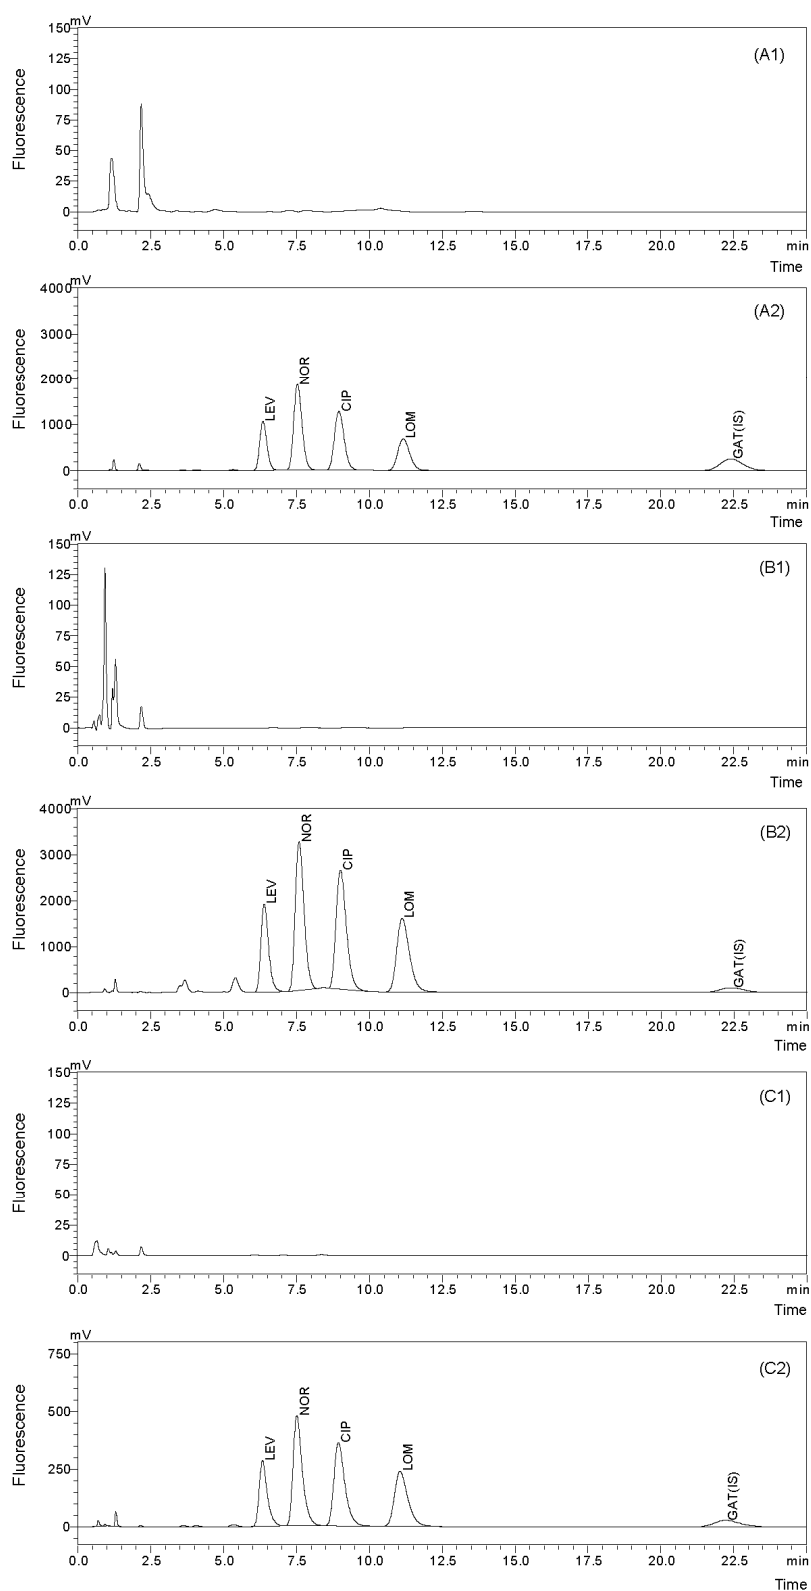 mV
150
(A1)
125
100
75
50
25
0
Fluorescence
0.0 2.5 5.0 7.5 10.0 12.5 15.0 17.5 20.0 22.5 min
Time
mV
4000
(A2)
3000
2000
1000
0
Fluorescence
LEV
NOR
CIP
LOM
GAT(IS)
0.0 2.5 5.0 7.5 10.0 12.5 15.0 17.5 20.0 22.5 min
Time
mV
150
(B1)
125
100
75
50
25
0
Fluorescence
0.0 2.5 5.0 7.5 10.0 12.5 15.0 17.5 20.0 22.5 min
Time
mV
4000
(B2)
3000
2000
1000
0
Fluorescence
LEV
NOR
CIP
LOM
GAT(IS)
0.0 2.5 5.0 7.5 10.0 12.5 15.0 17.5 20.0 22.5 min
Time
mV
150
(C1)
125
100
75
50
25
0
Fluorescence
0.0 2.5 5.0 7.5 10.0 12.5 15.0 17.5 20.0 22.5 min
Time
mV
750
(C2)
500
250
0
Fluorescence
LEV
NOR
CIP
LOM
GAT(IS)
0.0 2.5 5.0 7.5 10.0 12.5 15.0 17.5 20.0 22.5 min
Time